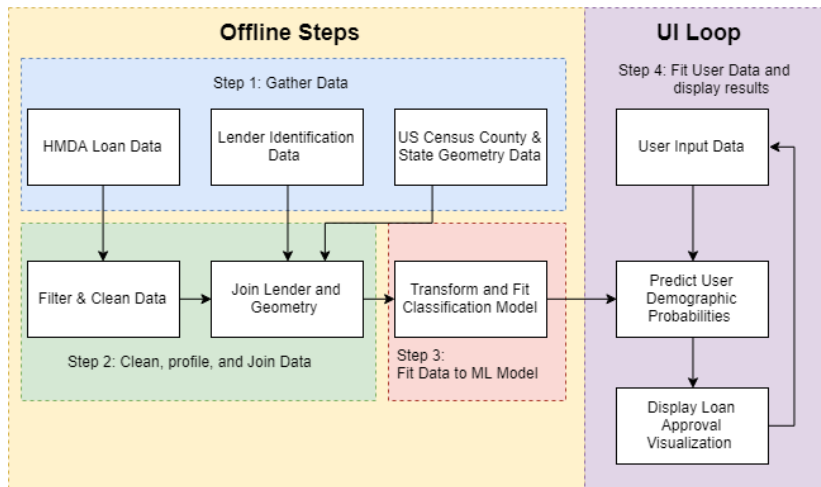 Offline Steps
UI Loop
Step 1: Gather Data
Step 4: Fit User Data and
display results
HMDA Loan Data
Lender Identification
Data
US Census County &
State Geometry Data
User Input Data
Filter & Clean Data
Join Lender and
Geometry
Transform and Fit
Classification Model
Predict User
Demographic
Probabilities
Step 2: Clean, profile, and Join Data
Step 3:
Fit Data to ML Model
Display Loan
Approval
Visualization